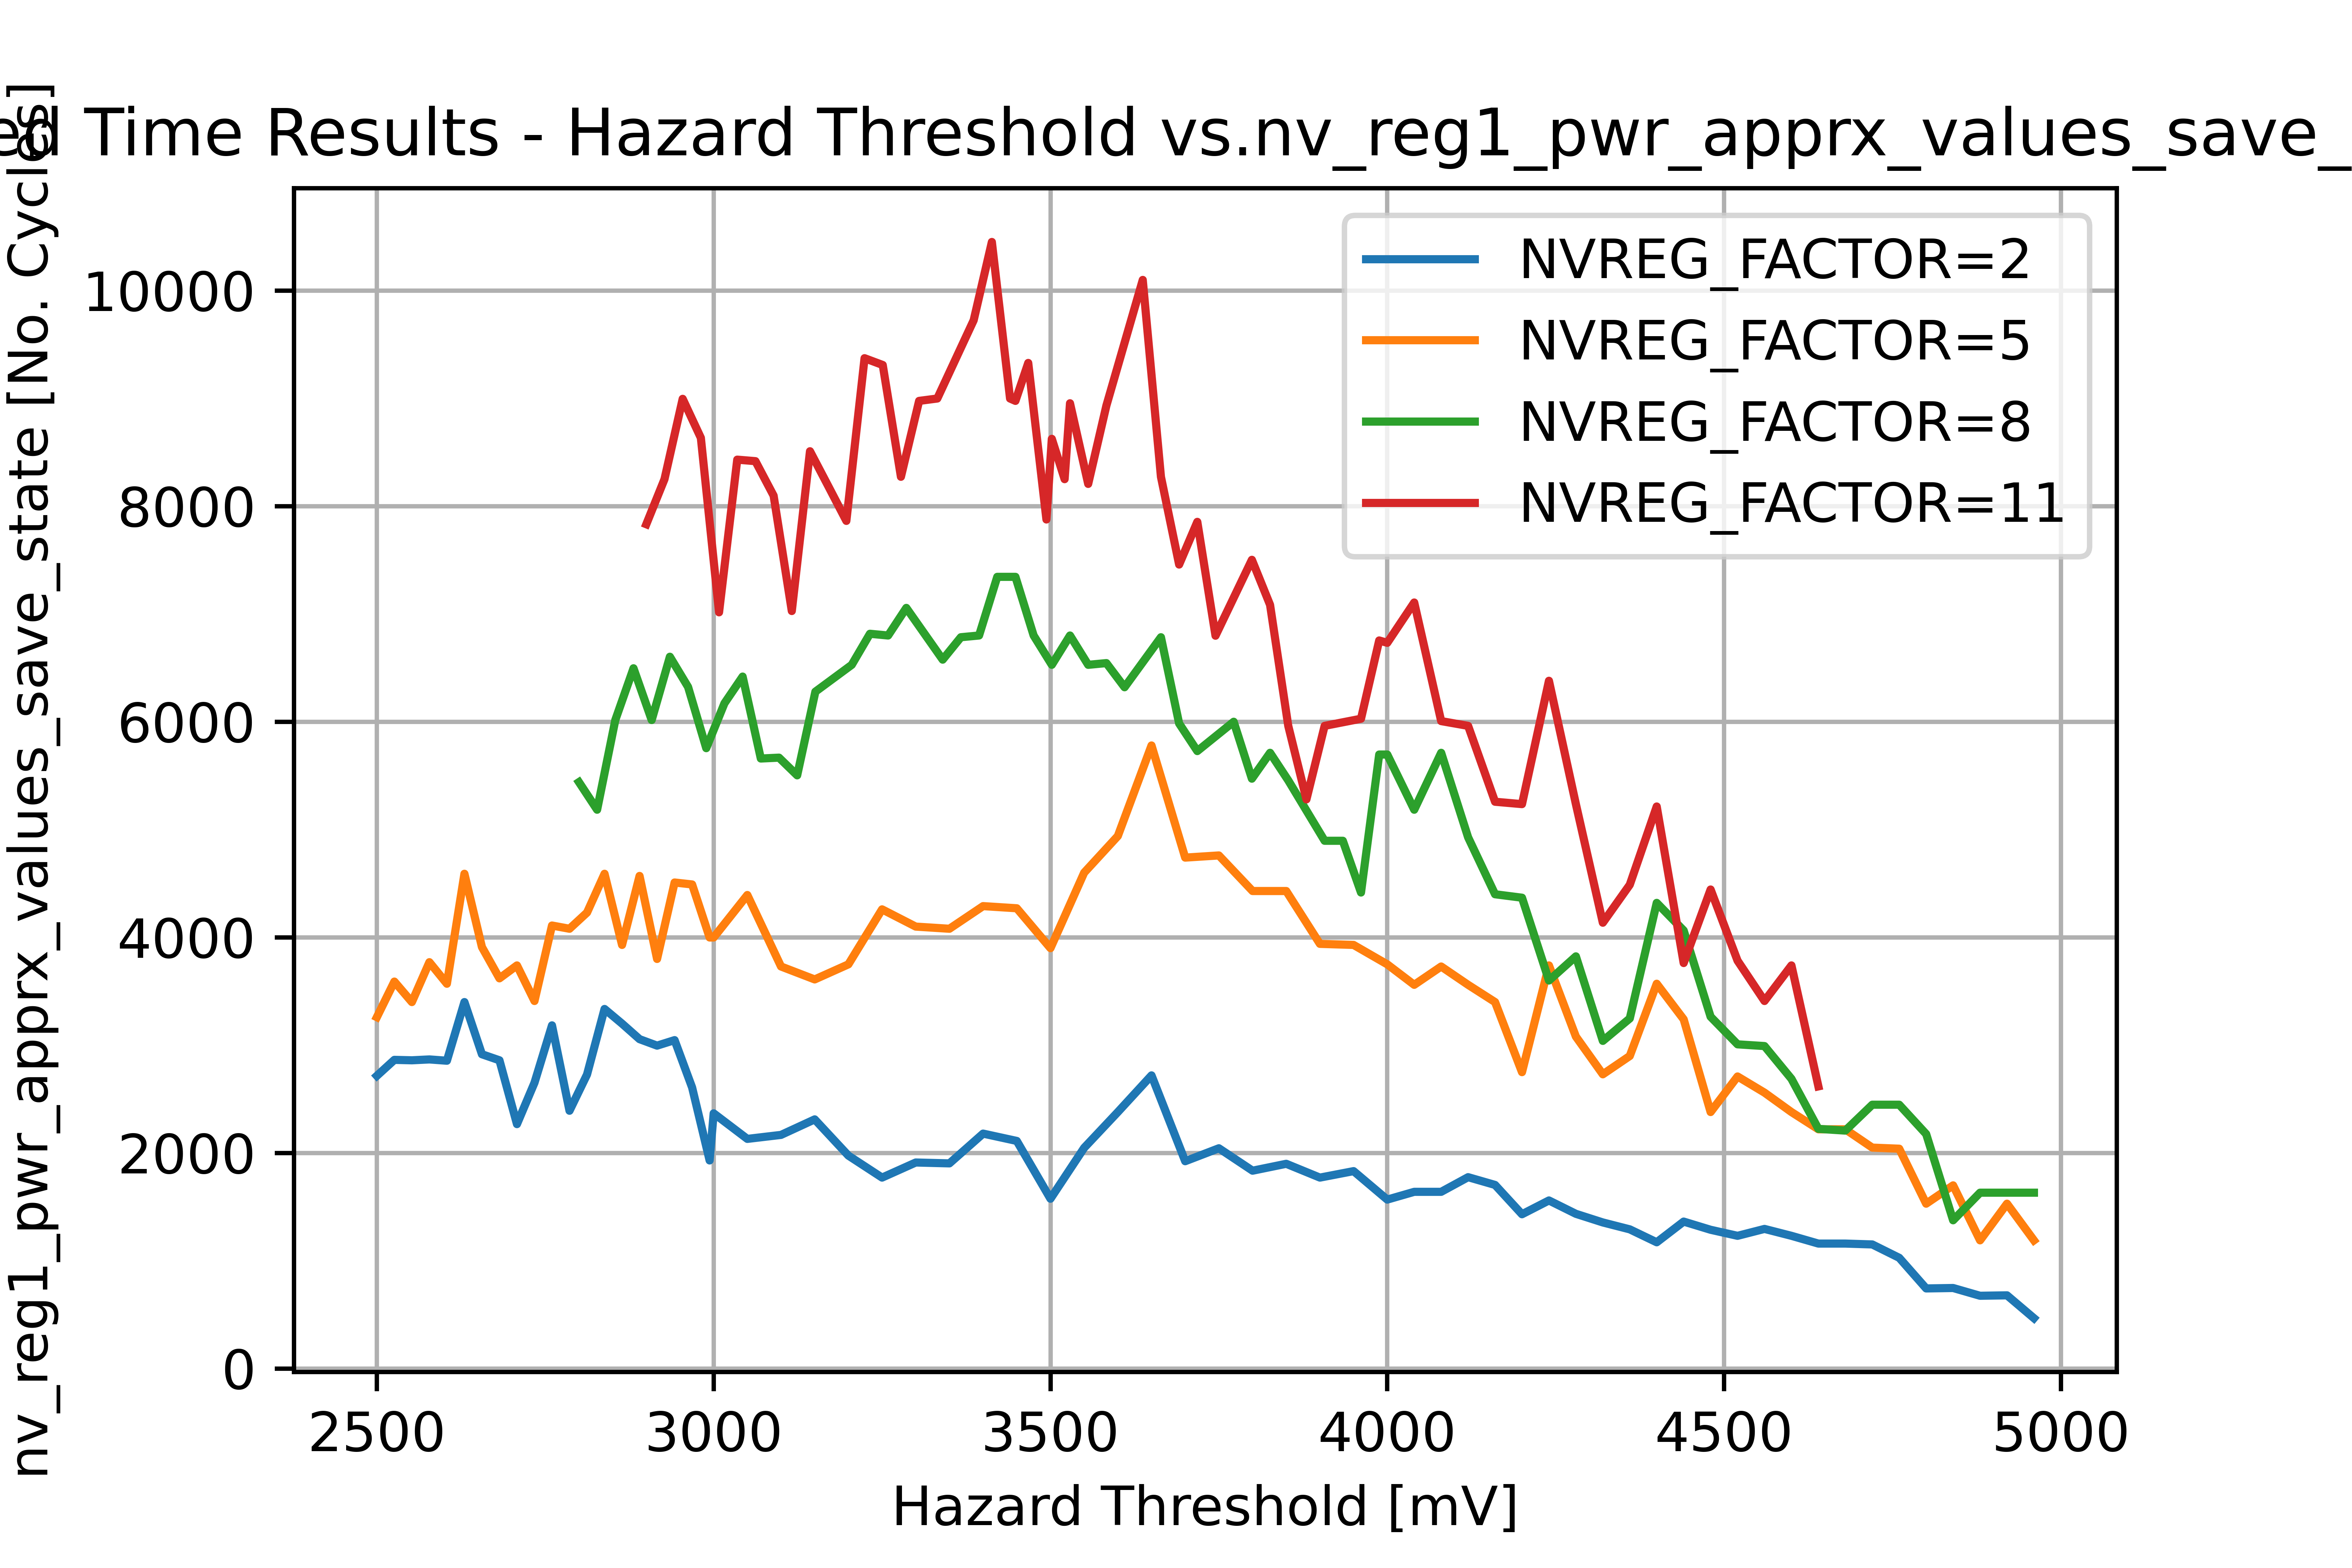 Time Results - Hazard Threshold vs.nv_reg1_pwr_apprx_values_save_
nv_reg1_pwr_apprx_values_save_state [No. Cycles]
10000
8000
6000
4000
2000
0
NVREG_FACTOR=2
NVREG_FACTOR=5
NVREG_FACTOR=8
NVREG_FACTOR=11
2500 3000 3500 4000 4500 5000
Hazard Threshold [mV]